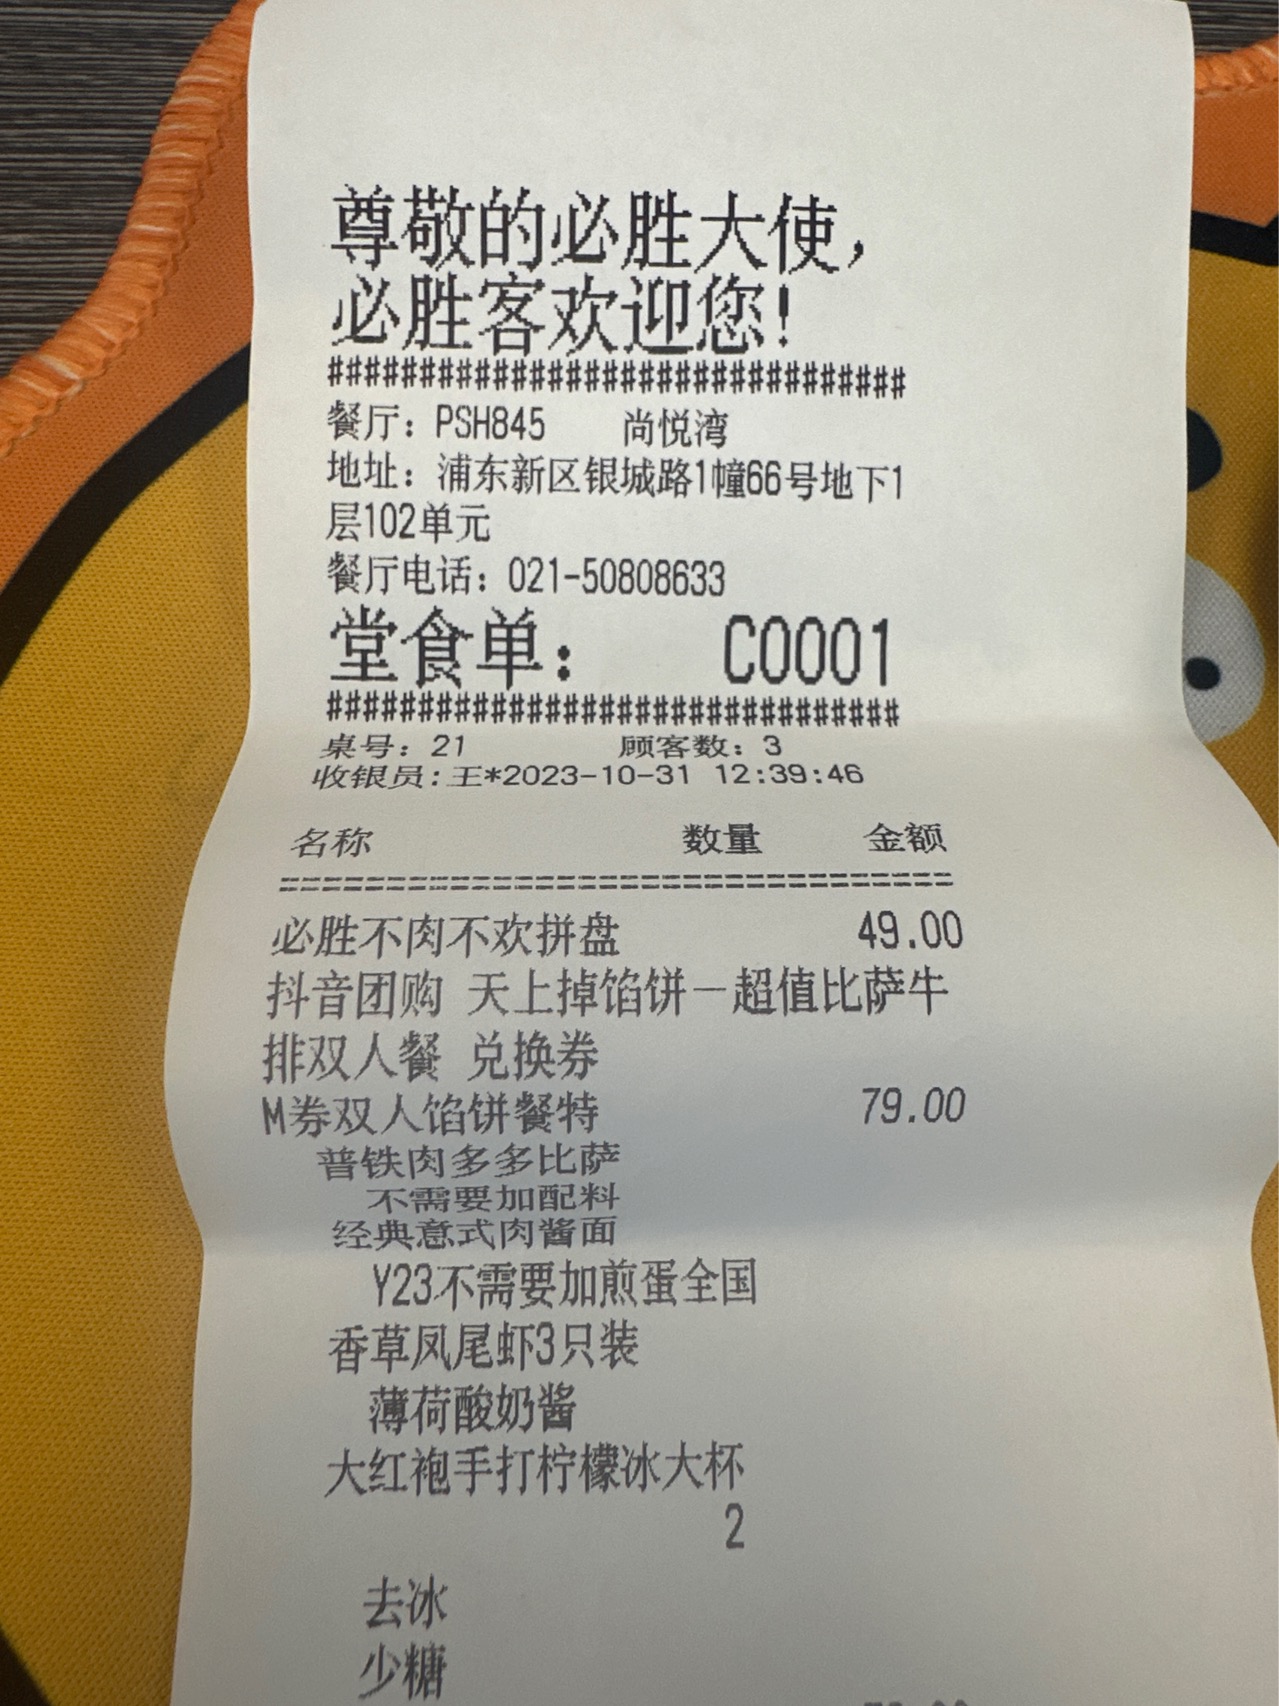 尊敬的必胜大使,
必胜客欢迎您!
################################
餐厅: PSH845 尚悦湾
地址: 浦东新区银城路1幢66号地下1
层102单元
餐厅电话: 021-50808633
堂食单: C0001
################################
桌号: 21 顾客数: 3
收银员:王*2023-10-31 12:39:46
名称 数量 金额
================================
必胜不肉不欢拼盘 49.00
抖音团购 天上掉馅饼—超值比萨牛
排双人餐 兑换券
M券双人馅饼餐特 79.00
普铁肉多多比萨
不需要加配料
经典意式肉酱面
Y23不需要加煎蛋全国
香草凤尾虾3只装
薄荷酸奶酱
大红袍手打柠檬冰大杯
2
去冰
少糖